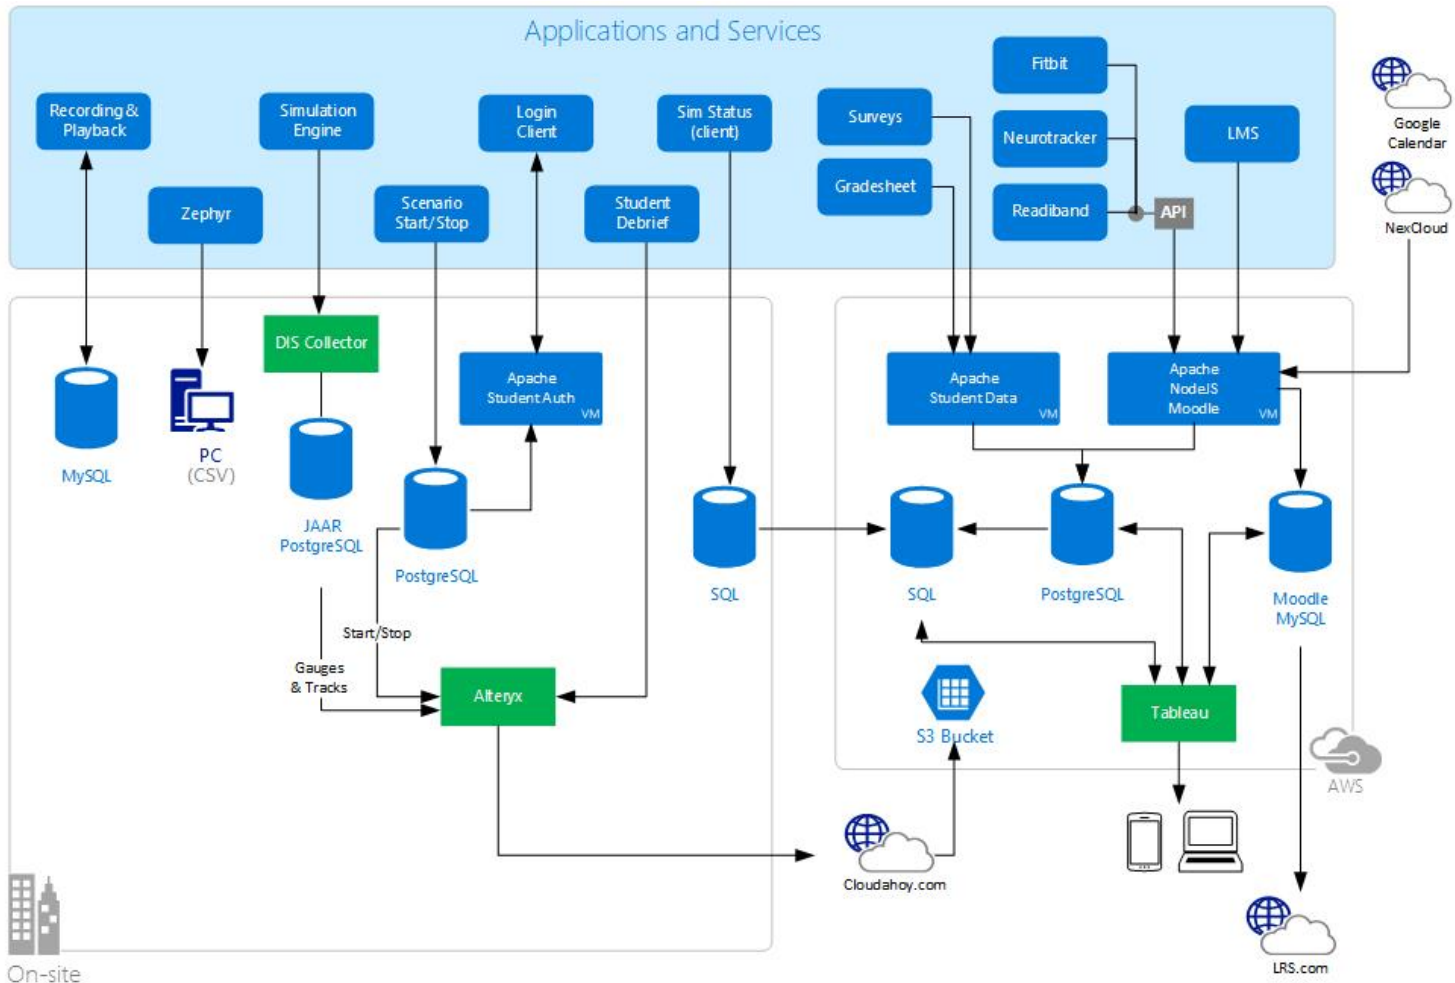 Applications and Services
Recording &
Playback
Simulation
Engine
Login
Client
Sim Status
(client)
Surveys
Fitbit
Neurotracker
LMS
Google
Calendar
Zephyr
Scenario
Start/Stop
Student
Debrief
Gradesheet
Readiband
API
NexCloud
DIS Collector
Apache
Student Auth
VM
Apache
Student Data
VM
Apache
NodeJS
Moodle
VM
MySQL
PC
(CSV)
JAAR
PostgreSQL
PostgreSQL
SQL
SQL
PostgreSQL
Moodle
MySQL
Start/Stop
Gauges
& Tracks
Alteryx
S3 Bucket
Tableau
AWS
Cloudahoy.com
LRS.com
On-site